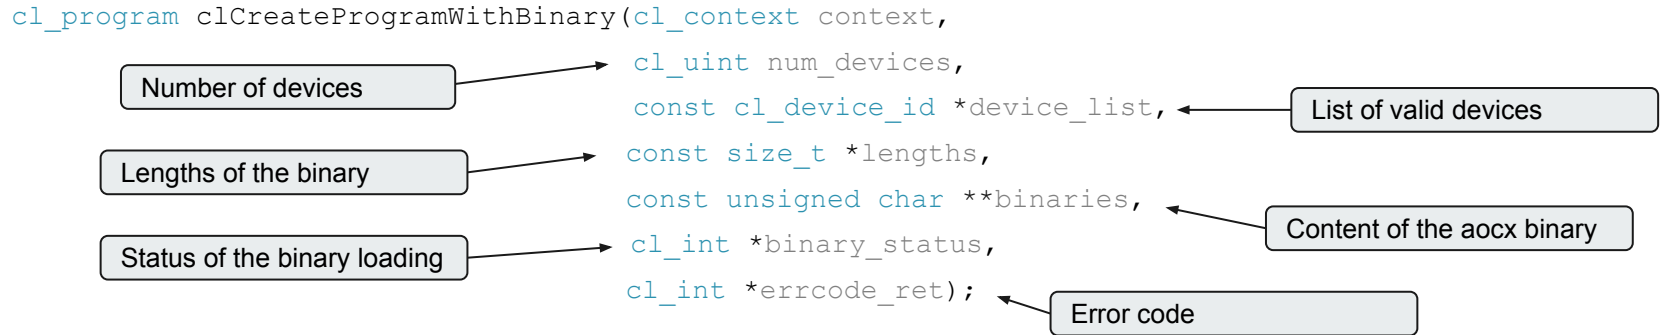 cl_program clCreateProgramWithBinary(cl_context context,
Number of devices
cl_uint num_devices,
const cl_device_id *device_list,
List of valid devices
Lengths of the binary
const size_t *lengths,
const unsigned char **binaries,
Content of the aocx binary
Status of the binary loading
cl_int *binary_status,
cl_int *errcode_ret);
Error code